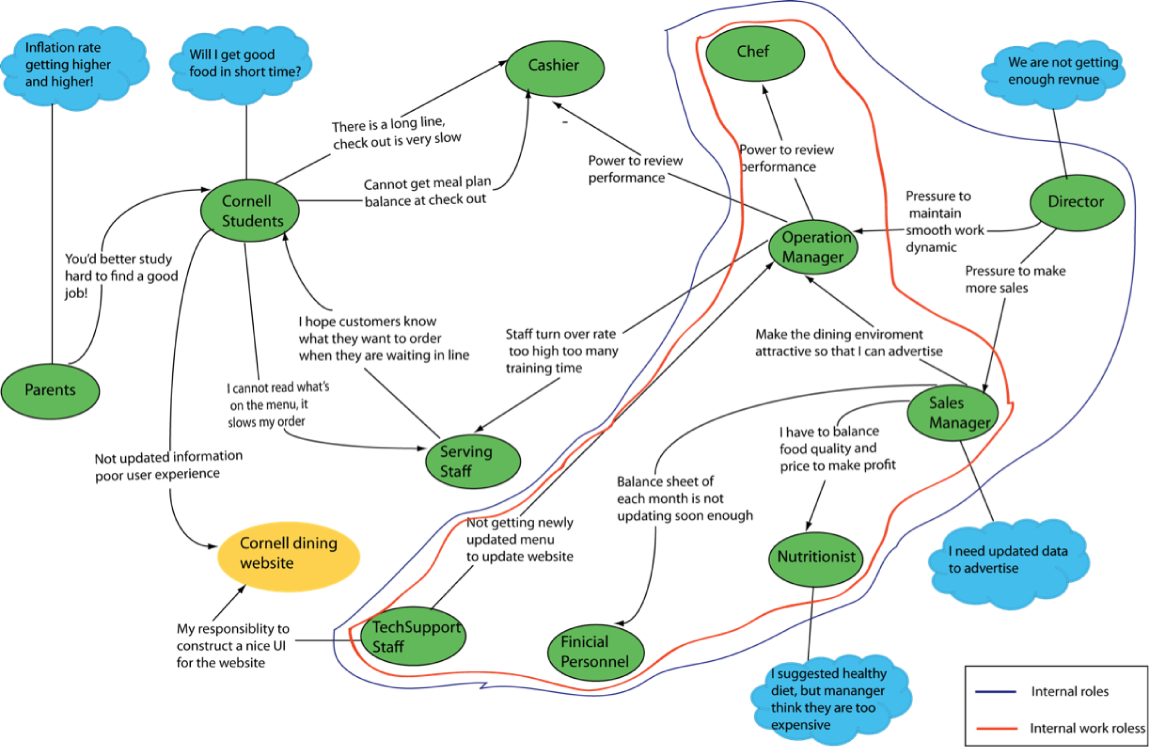 Inflation rate
getting higher
and higher!
Will I get good
food in short time?
Cashier
Chef
We are not getting
enough revnue
There is a long line,
check out is very slow
-
Power to review
performance
Power to review
performance
Cannot get meal plan
balance at check out
Cornell
Students
Pressure to
maintain
smooth work
dynamic
Director
Operation
Manager
You'd better study
hard to find a good
job!
Pressure to make
more sales
I hope customers know
what they want to order
when they are waiting in line
Staff turn over rate
too high too many
training time
Make the dining enviroment
attractive so that I can advertise
Parents
I cannot read what's
on the menu, it
slows my order
Sales
Manager
I have to balance
food quality and
price to make profit
Not updated information
poor user experience
Serving
Staff
Balance sheet of
each month is not
updating soon enough
Not getting newly
updated menu
to update website
Cornell dining
website
Nutritionist
I need updated data
to advertise
My responsiblity to
construct a nice UI
for the website
TechSupport
Staff
Finicial
Personnel
I suggested healthy
diet, but mananger
think they are too
expensive
Internal roles
Internal work roless